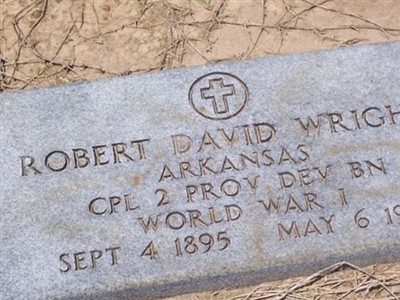 ROBERT DAVID WRIGH
ARKANSAS
CPL 2 PROV DEV BN
WORLD WAR I
SEPT 4 1895 MAY 6 19